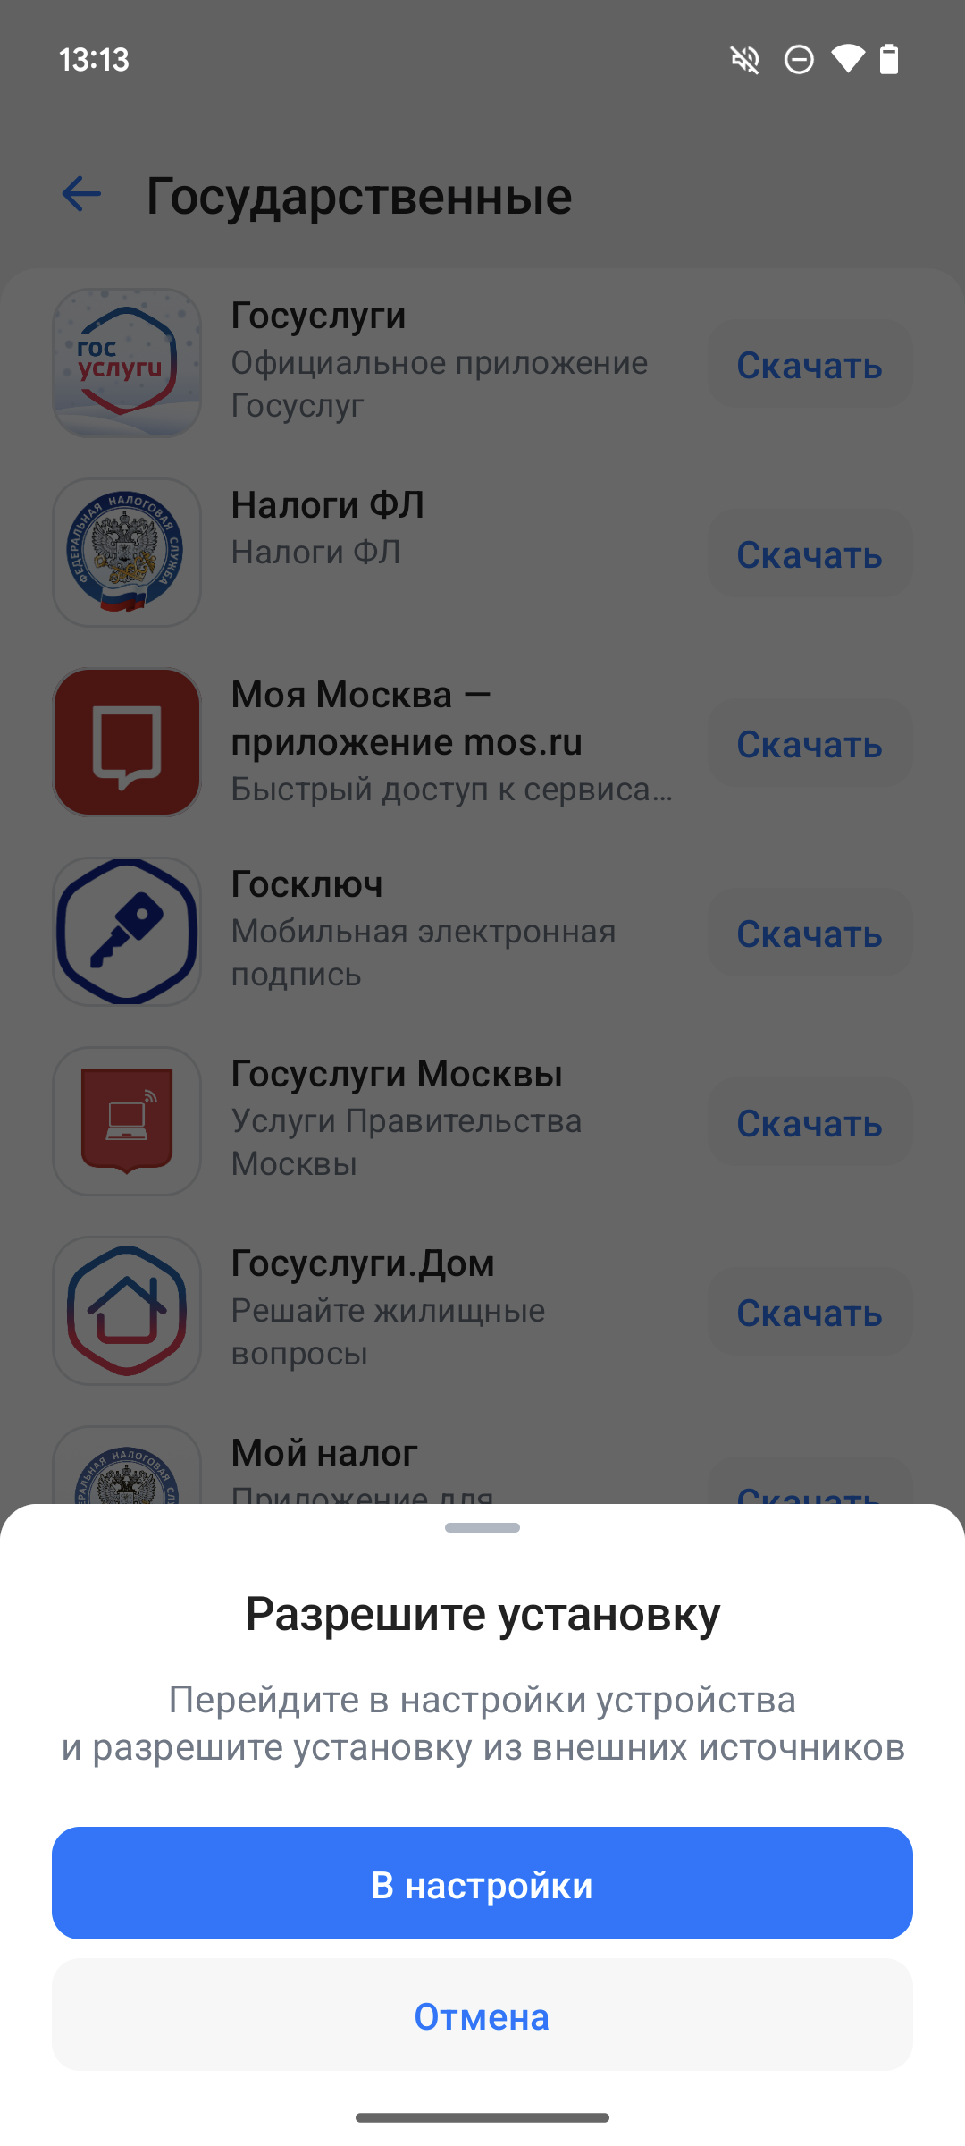 13:13
Государственные
гос
услуги
Госуслуги
Официальное приложение
Госуслуг
Скачать
ФЕДЕРАЛЬНАЯ НАЛОГОВАЯ СЛУЖБА
Налоги ФЛ
Налоги ФЛ
Скачать
Моя Москва —
приложение mos.ru
Быстрый доступ к сервиса...
Скачать
Госключ
Мобильная электронная
подпись
Скачать
Госуслуги Москвы
Услуги Правительства
Москвы
Скачать
Госуслуги.Дом
Решайте жилищные
вопросы
Скачать
Мой налог
Приложение для
Скачать
Разрешите установку
Перейдите в настройки устройства
и разрешите установку из внешних источников
В настройки
Отмена